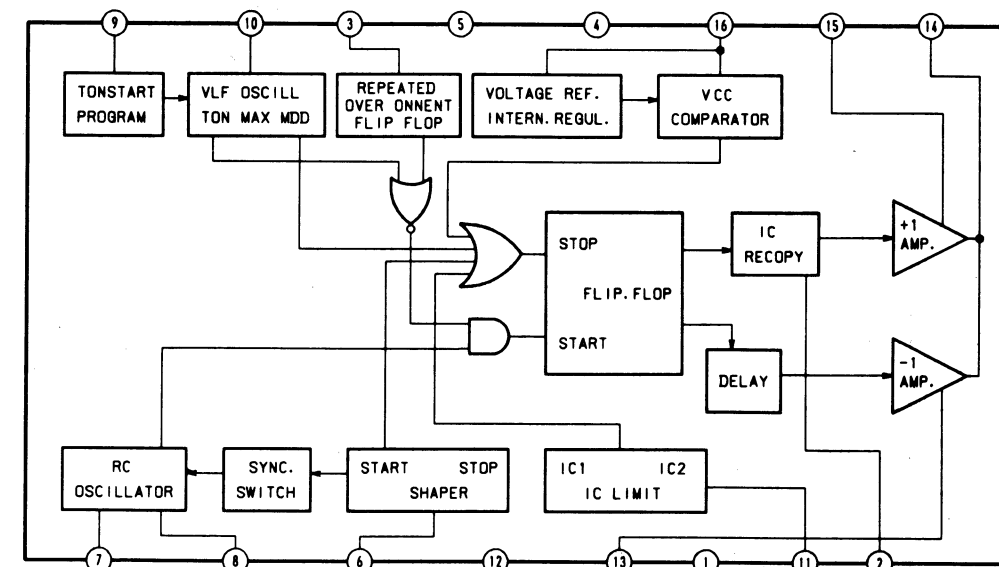 9 10 3 5 4 16 15 14
TONSTART
PROGRAM
VLF OSCILL
TON MAX MDD
REPEATED
OVER ONNENT
FLIP FLOP
VOLTAGE REF.
INTERN.REGUL.
VCC
COMPARATOR
STOP
FLIP.FLOP
START
IC
RECOPY
+1
AMP.
DELAY
-1
AMP.
RC
OSCILLATOR
SYNC.
SWITCH
START STOP
SHAPER
IC1 IC2
IC LIMIT
7 8 6 12 13 1 11 2